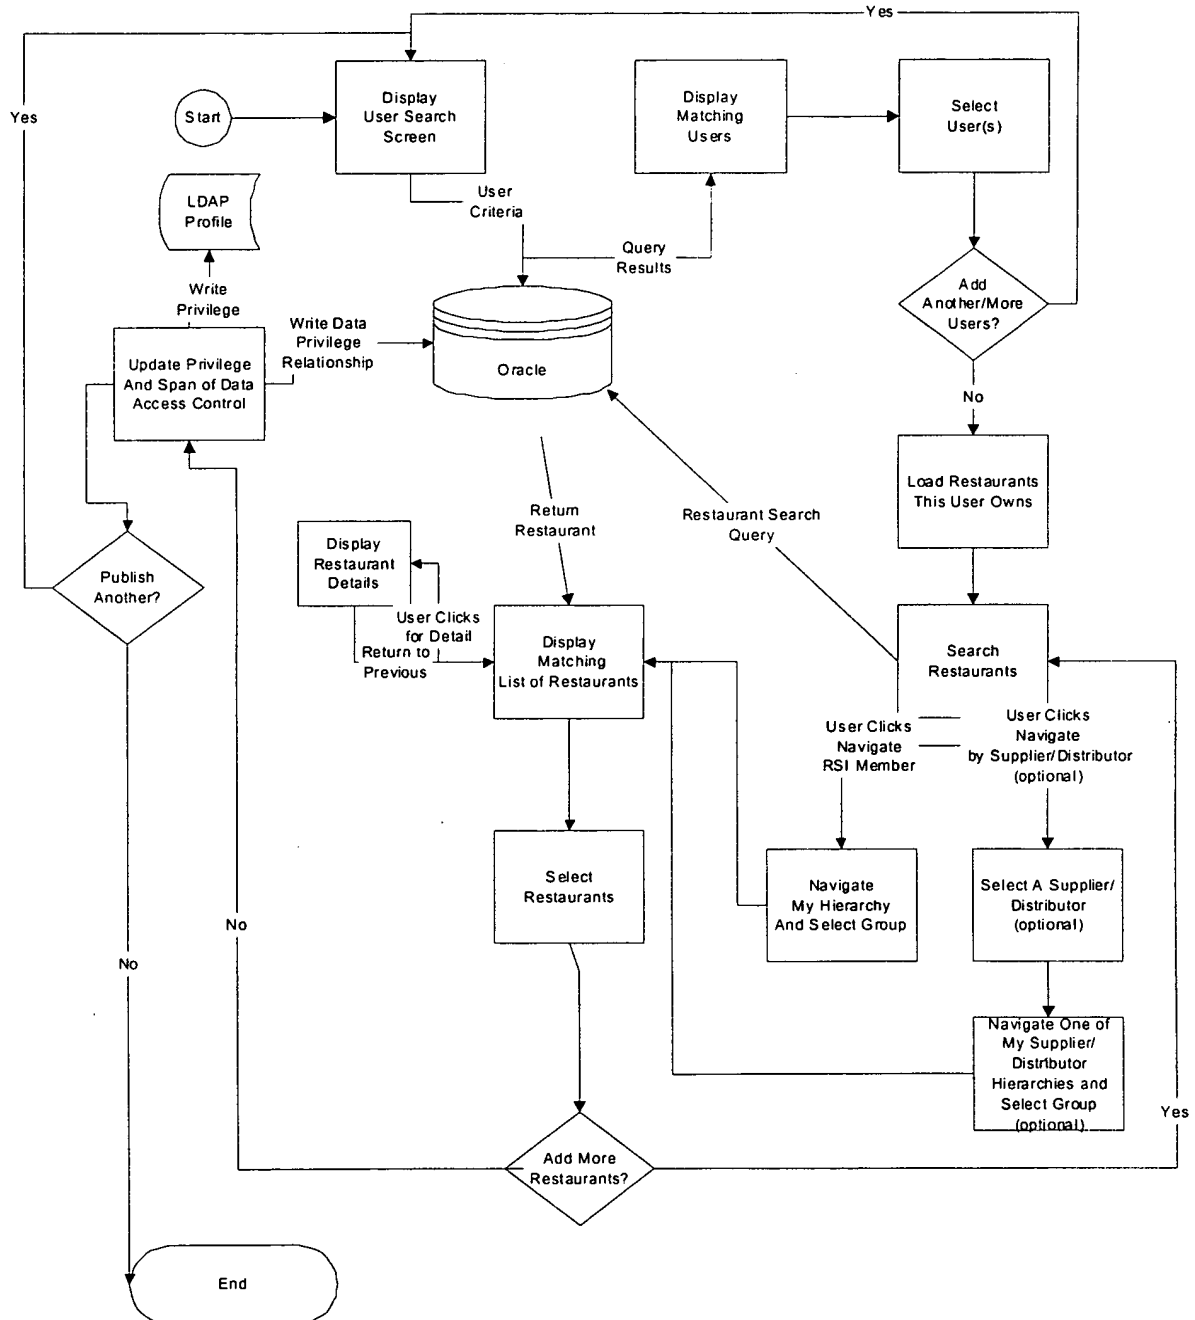 Yes
Yes
Start
Display
User Search
Screen
Display
Matching
Users
Select
User(s)
LDAP
Profile
User
Criteria
Query
Results
Write
Privilege
Write Data
Privilege
Relationship
Add
Another/More
Users?
Update Privilege
And Span of Data
Access Control
Oracle
No
Load Restaurants
This User Owns
Return
Restaurant
Restaurant Search
Query
Display
Restaurant
Details
Publish
Another?
User Clicks
for Detail
Return to
Previous
Display
Matching
List of Restaurants
Search
Restaurants
User Clicks
Navigate
RSI Member
User Clicks
Navigate
by Supplier/Distributor
(optional)
Select
Restaurants
Navigate
My Hierarchy
And Select Group
Select A Supplier/
Distributor
(optional)
No
No
Navigate One of
My Supplier/
Distributor
Hierarchies and
Select Group
(optional)
Yes
Add More
Restaurants?
End